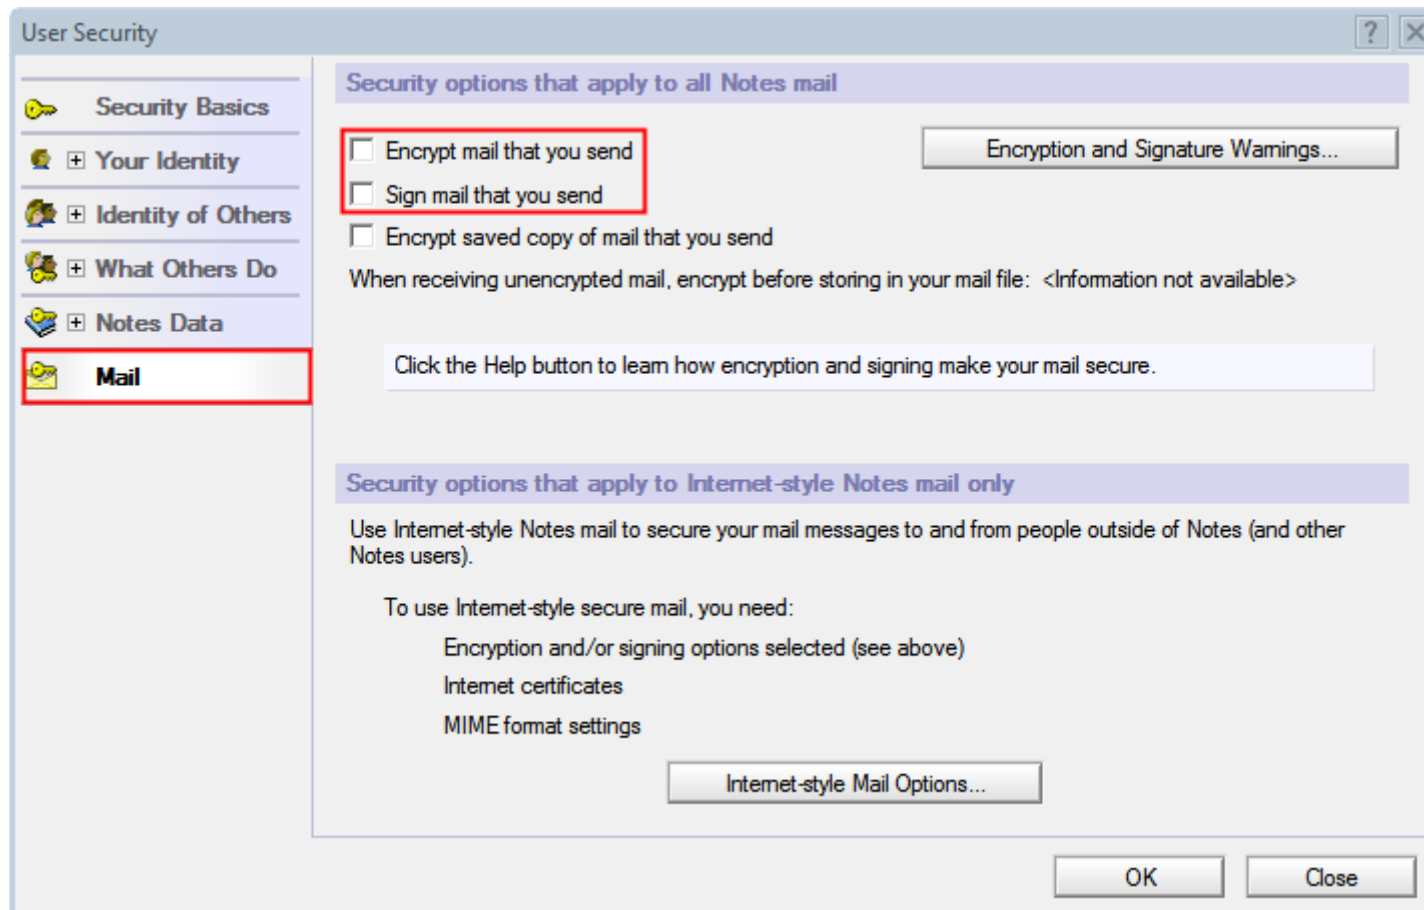 User Security
Security Basics
Your Identity
Identity of Others
What Others Do
Notes Data
Mail
Security options that apply to all Notes mail
Encrypt mail that you send
Encryption and Signature Warnings...
Sign mail that you send
Encrypt saved copy of mail that you send
When receiving unencrypted mail, encrypt before storing in your mail file: <Information not available>
Click the Help button to learn how encryption and signing make your mail secure.
Security options that apply to Internet-style Notes mail only
Use Internet-style Notes mail to secure your mail messages to and from people outside of Notes (and other
Notes users).
To use Internet-style secure mail, you need:
Encryption and/or signing options selected (see above)
Internet certificates
MIME format settings
Internet-style Mail Options...
OK
Close